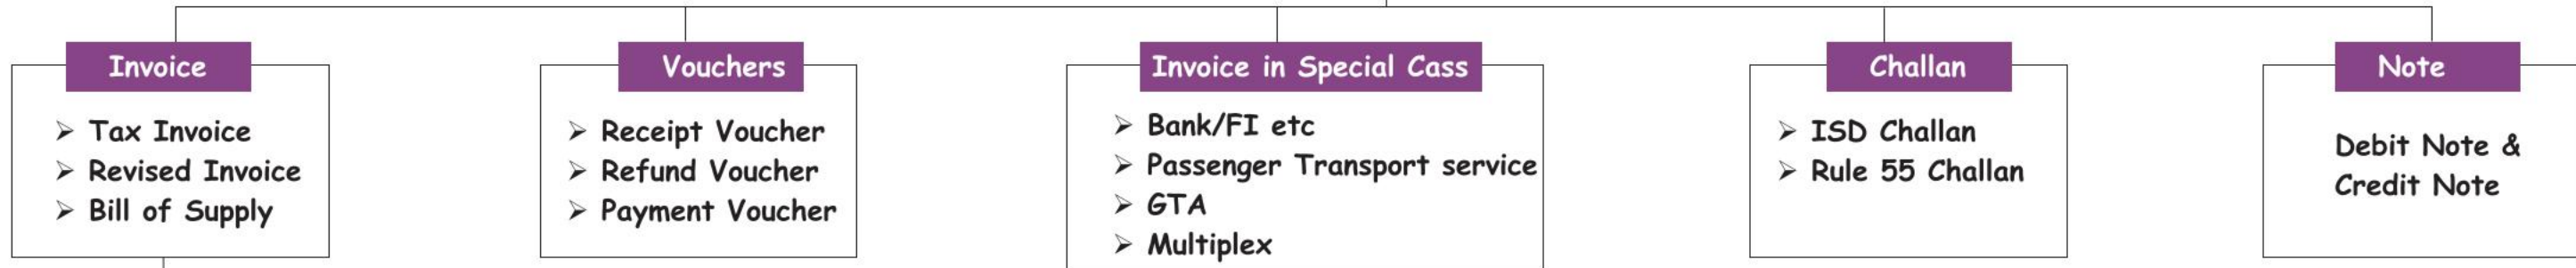 Invoice
Tax Invoice
Revised Invoice
Bill of Supply
Vouchers
Receipt Voucher
Refund Voucher
Payment Voucher
Invoice in Special Cass
Bank/FI etc
Passenger Transport service
GTA
Multiplex
Challan
ISD Challan
Rule 55 Challan
Note
Debit Note &
Credit Note